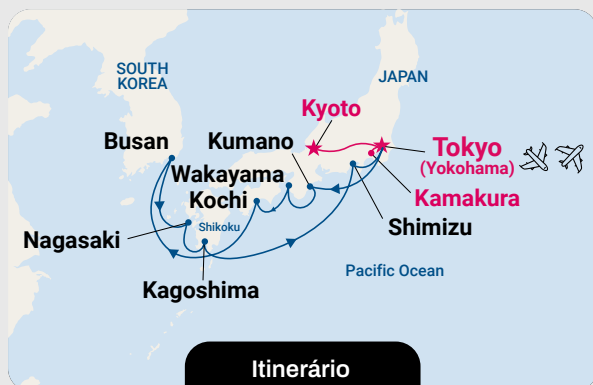 SOUTH
KOREA
JAPAN
Kyoto
Busan
Kumano
Tokyo
(Yokohama)
Wakayama
Kamakura
Kochi
Shikoku
Shimizu
Nagasaki
Pacific Ocean
Kagoshima
Itinerário